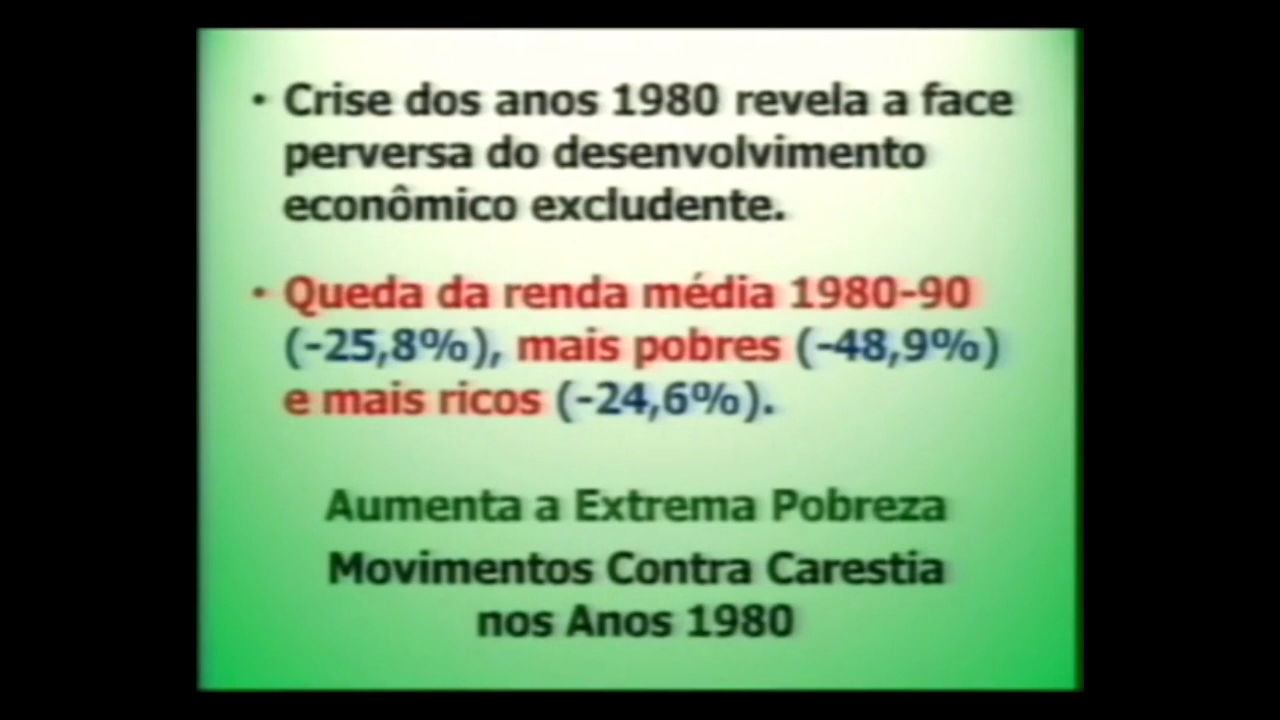 • Crise dos anos 1980 revela a face
perversa do desenvolvimento
econômico excludente.
• Queda da renda média 1980-90
(-25,8%), mais pobres (-48,9%)
e mais ricos (-24,6%).
Aumenta a Extrema Pobreza
Movimentos Contra Carestia
nos Anos 1980